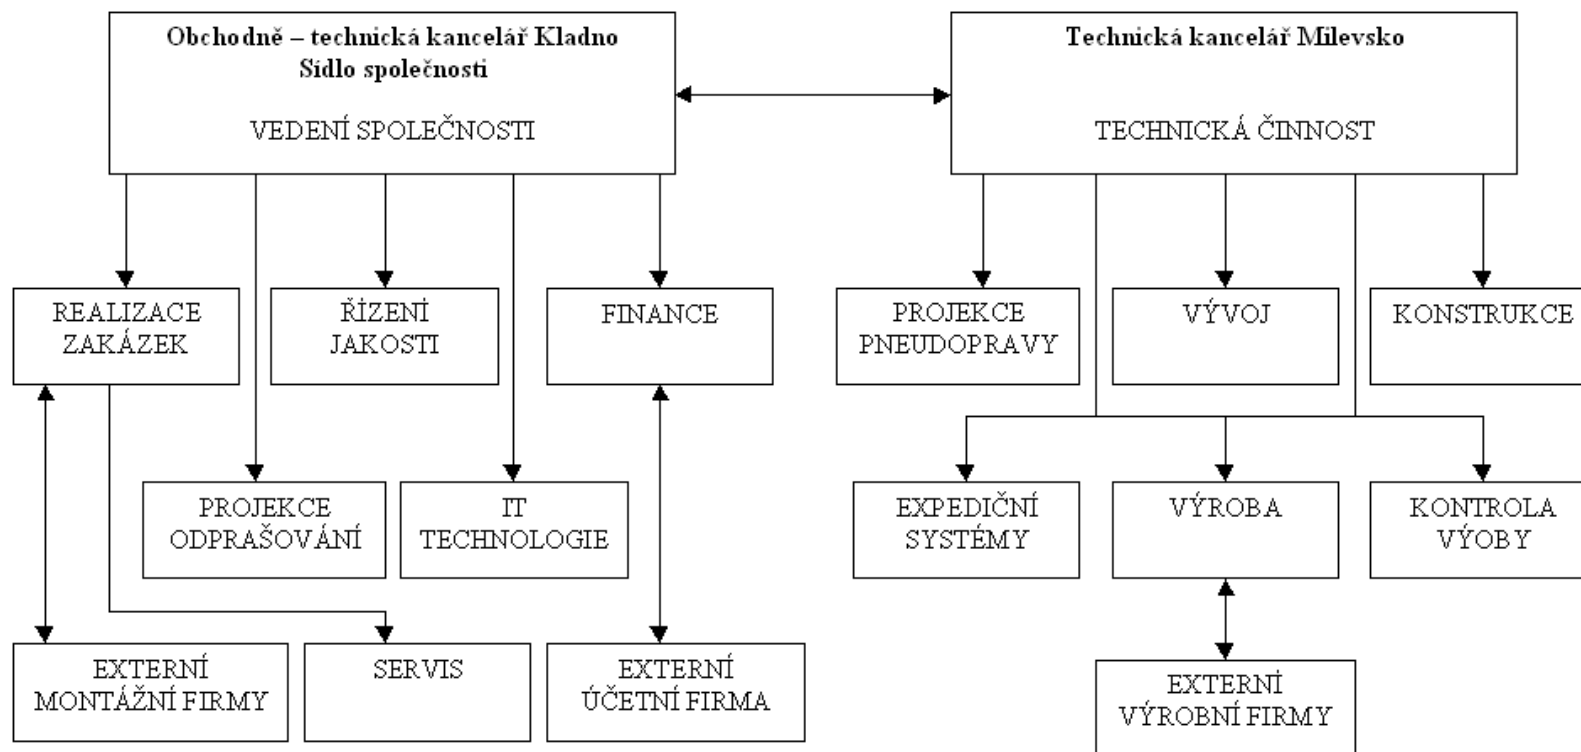 Obchodně – technická kancelář Kladno
Sídlo společnosti
VEDENÍ SPOLEČNOSTI
Technická kancelář Milevsko
TECHNICKÁ ČINNOST
REALIZACE
ZAKÁZEK
ŘÍZENÍ
JAKOSTI
FINANCE
PROJEKCE
PNEUDOPRAVY
VÝVOJ
KONSTRUKCE
PROJEKCE
ODPRAŠOVÁNÍ
IT
TECHNOLOGIE
EXPEDIČNÍ
SYSTÉMY
VÝROBA
KONTROLA
VÝOBY
EXTERNÍ
MONTÁŽNÍ FIRMY
SERVIS
EXTERNÍ
ÚČETNÍ FIRMA
EXTERNÍ
VÝROBNÍ FIRMY